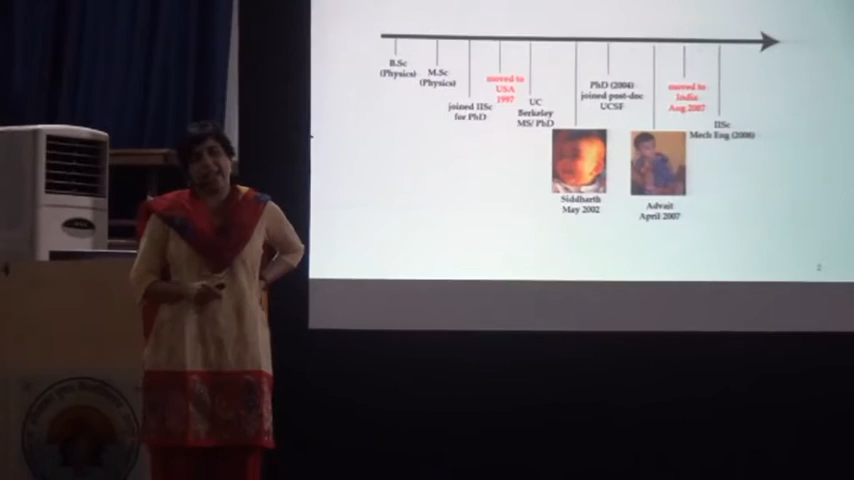 B.Sc
(Physics)
M.Sc
(Physics)
joined IISc
for PhD
moved to
USA
1997
UC
Berkeley
MS/ PhD
PhD (2004)
joined post-doc
UCSF
moved to
India
Aug 2007
IISc
Mech Eng (2008)
Siddharth
May 2002
Advait
April 2007
2